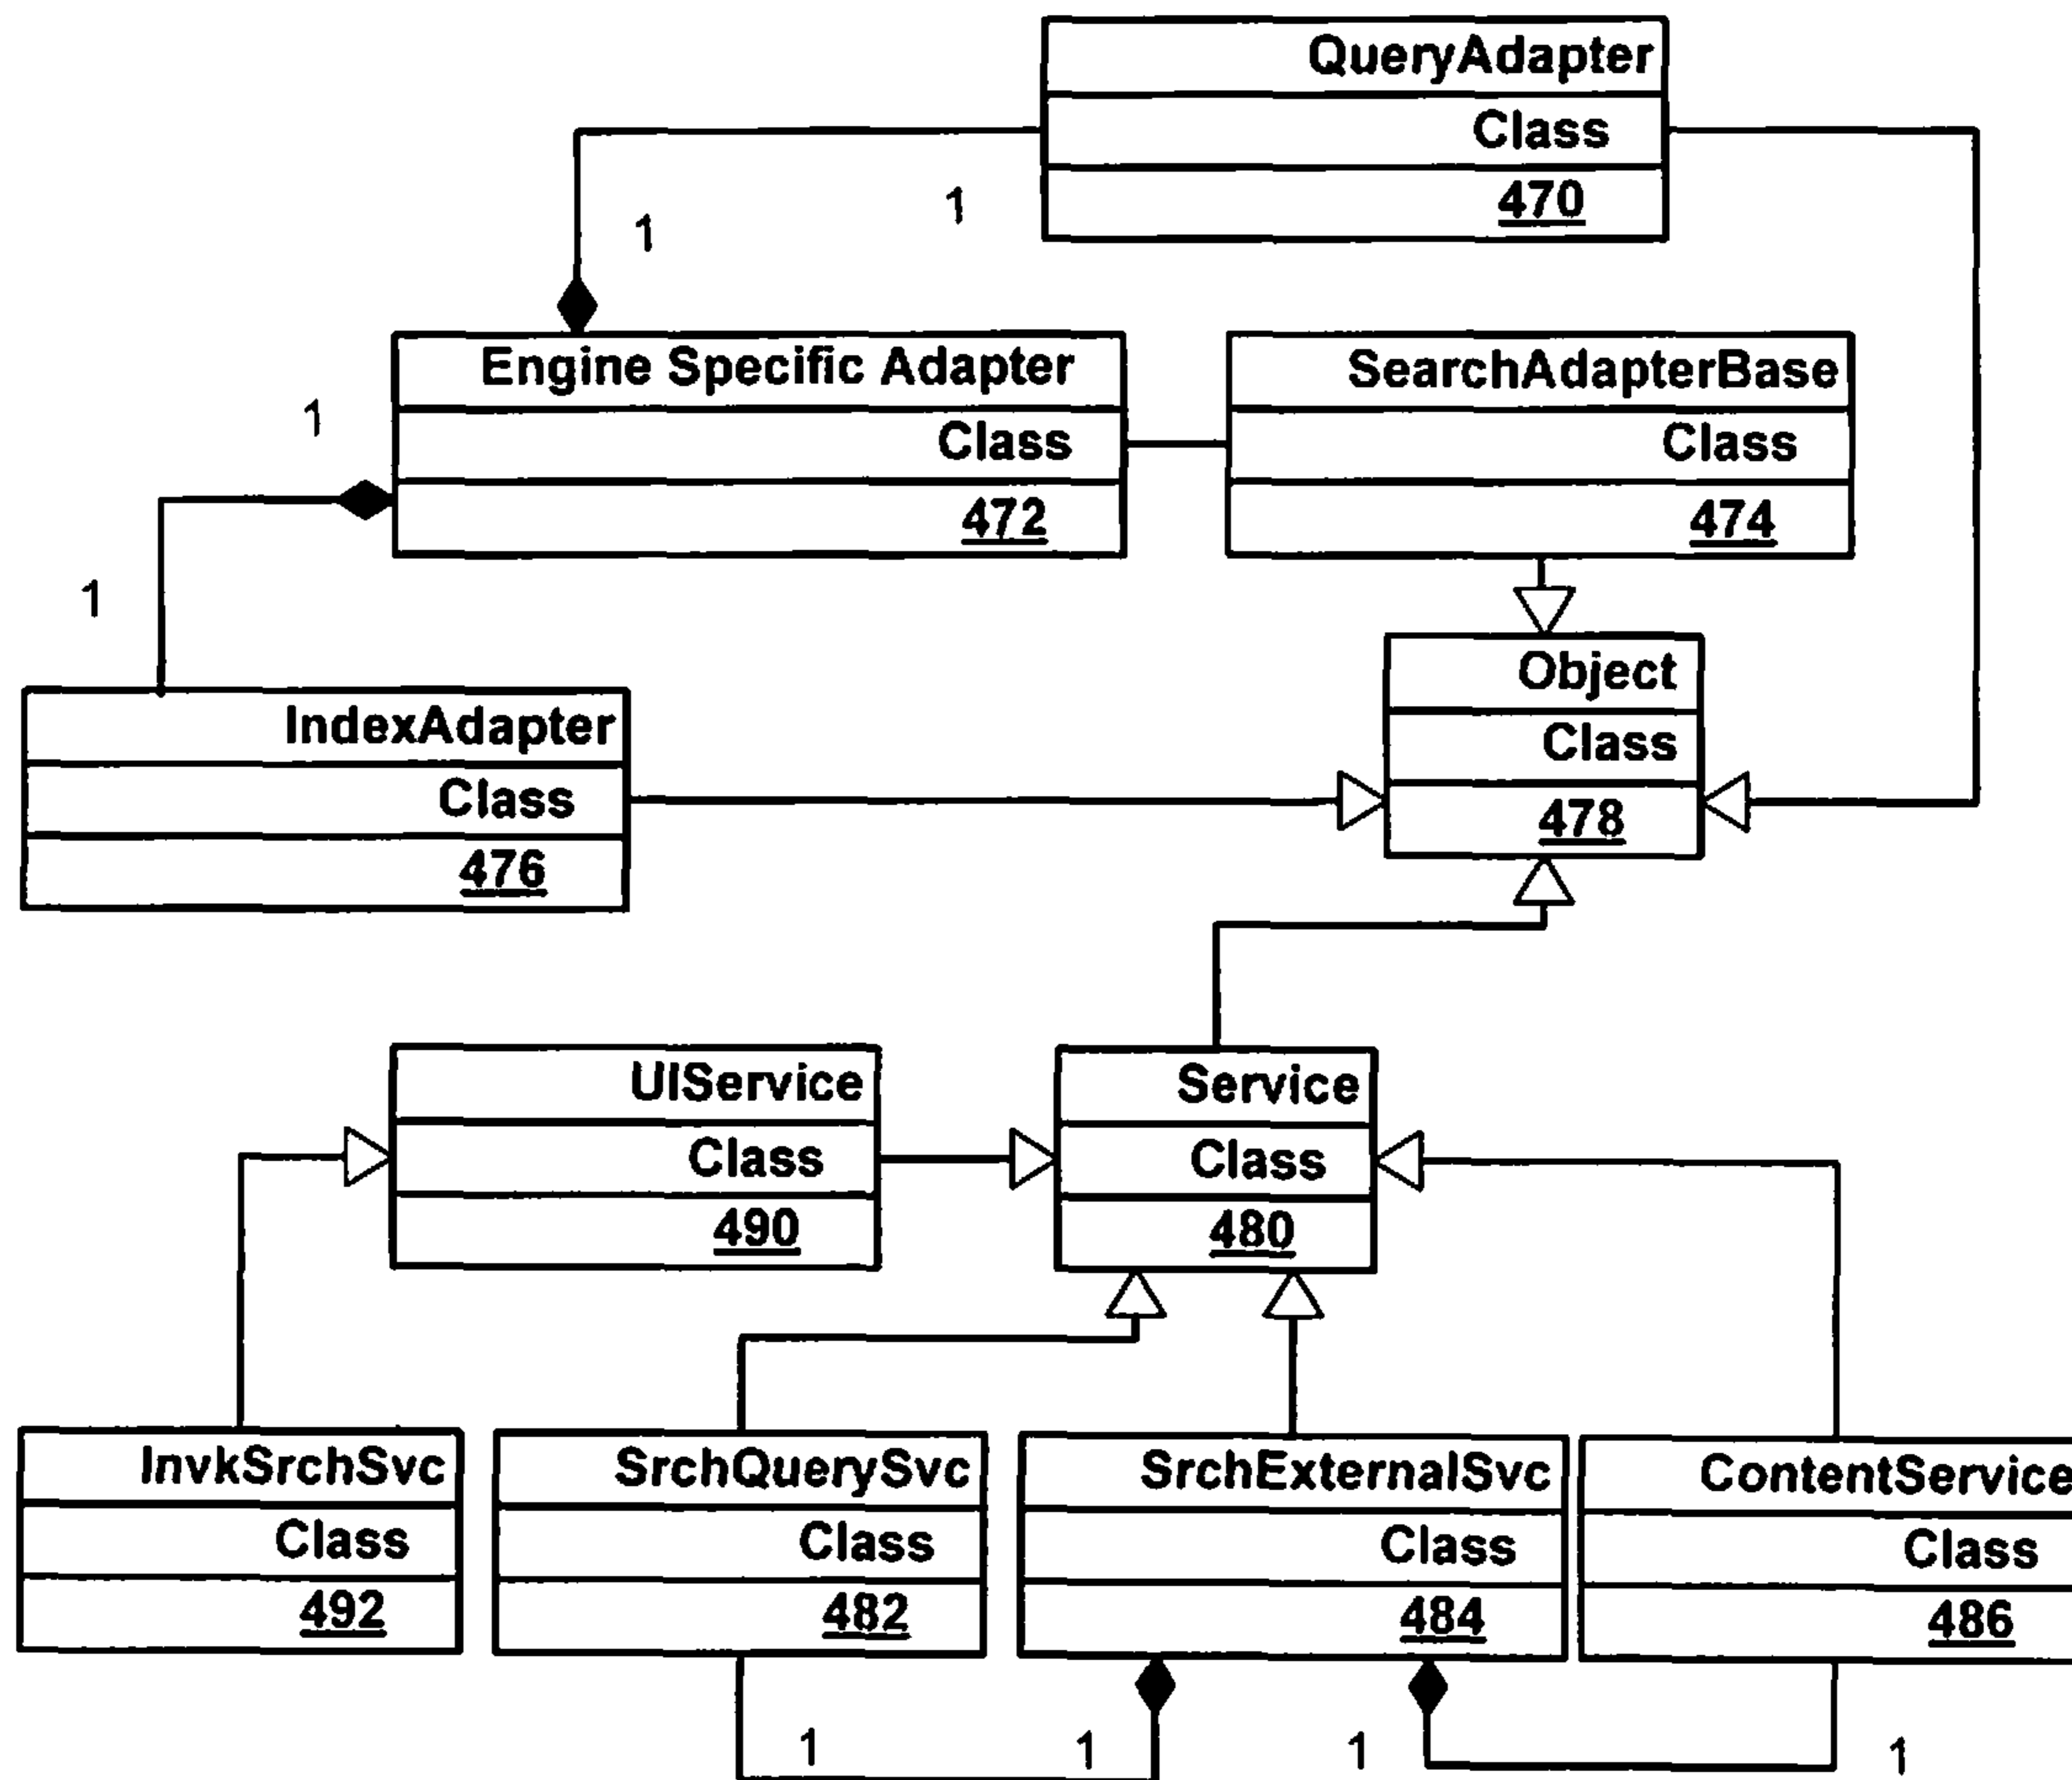 QueryAdapter
Class
470
1
1
Engine Specific Adapter
Class
472
SearchAdapterBase
Class
474
1
1
IndexAdapter
Class
476
Object
Class
478
UIService
Class
490
Service
Class
480
InvkSrchSvc
Class
492
SrchQuerySvc
Class
482
SrchExternalSvc
Class
484
ContentService
Class
486
1
1
1
1